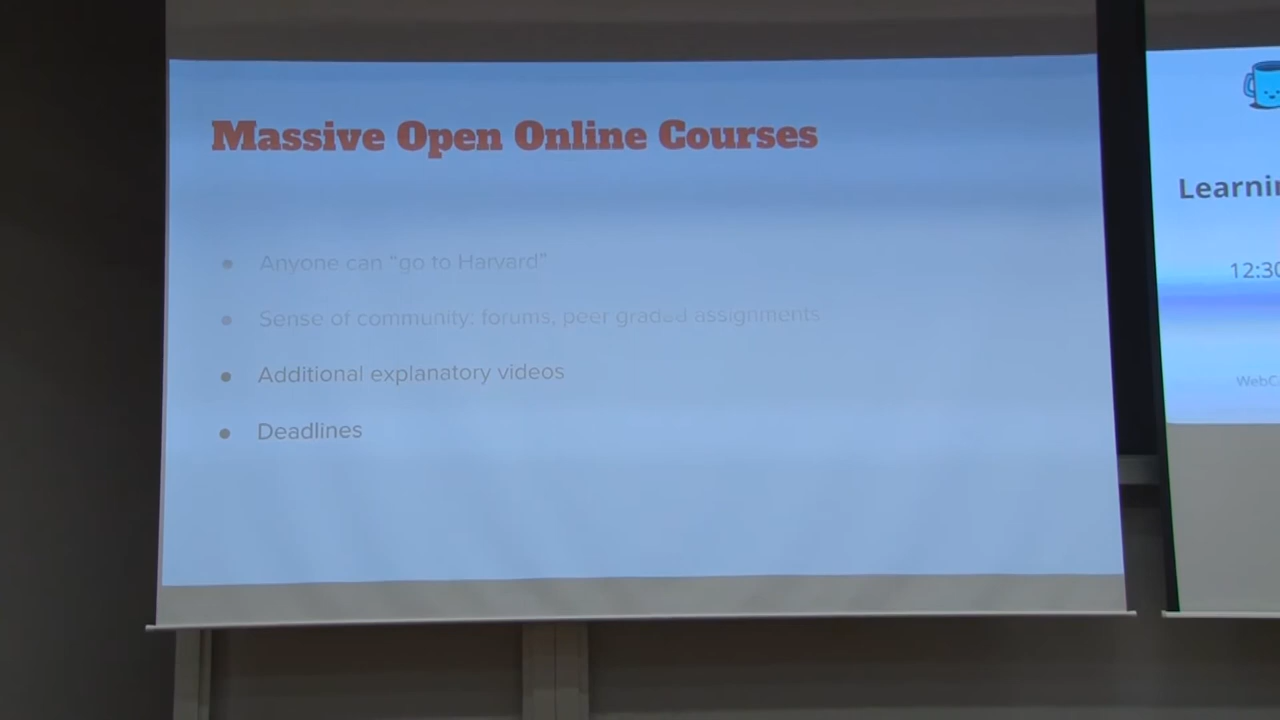 Massive Open Online Courses
● Anyone can “go to Harvard”
● Sense of community: forums, peer graded assignments
● Additional explanatory videos
● Deadlines
12:30